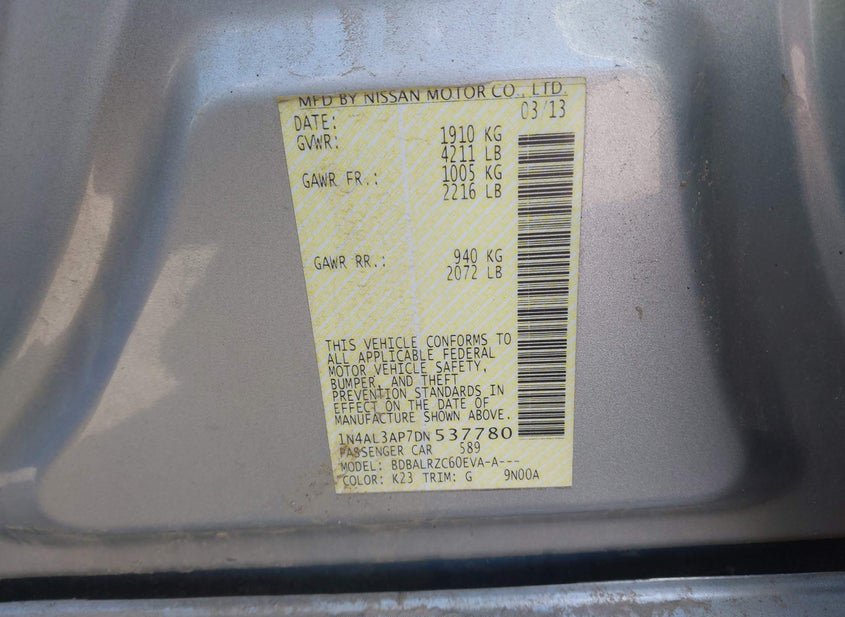 MFD BY NISSAN MOTOR CO., LTD.
DATE: 03/13
GVWR: 1910 KG
4211 LB
GAWR FR.: 1005 KG
2216 LB
GAWR RR.: 940 KG
2072 LB
THIS VEHICLE CONFORMS TO
ALL APPLICABLE FEDERAL
MOTOR VEHICLE SAFETY,
BUMPER, AND THEFT
PREVENTION STANDARDS IN
EFFECT ON THE DATE OF
MANUFACTURE SHOWN ABOVE.
1N4AL3AP7DN 537780
PASSENGER CAR 589
MODEL: BDBALRZC60EVA-A---
COLOR: K23 TRIM: G 9N00A